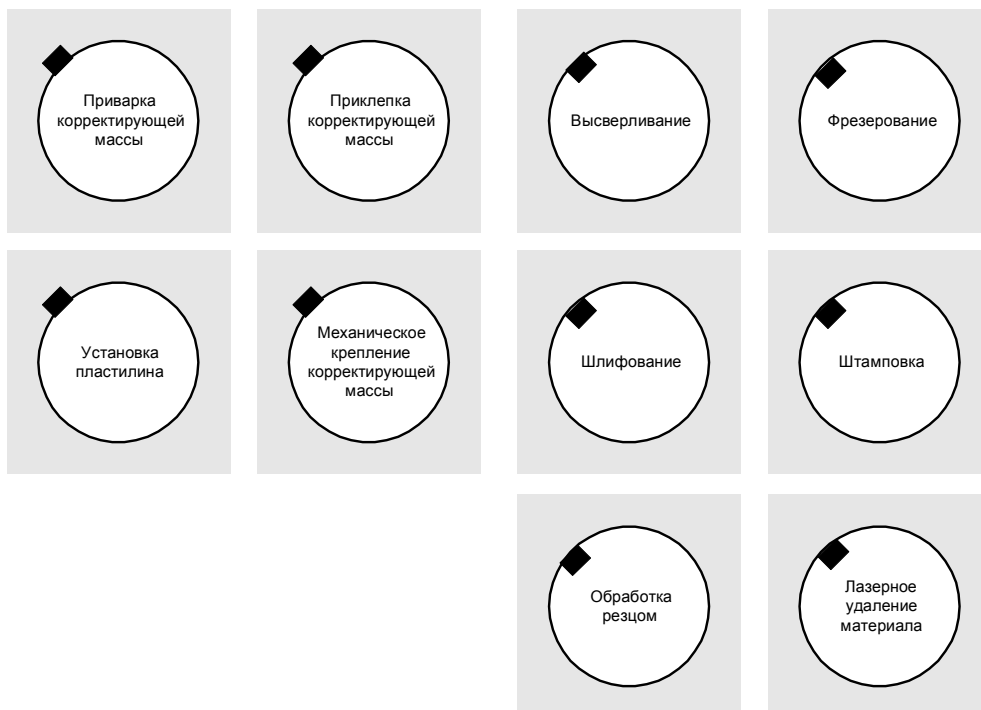 Приварка
корректирующей
массы
Приклепка
корректирующей
массы
Высверливание
Фрезерование
Установка
пластилина
Механическое
крепление
корректирующей
массы
Шлифование
Штамповка
Обработка
резцом
Лазерное
удаление
материала